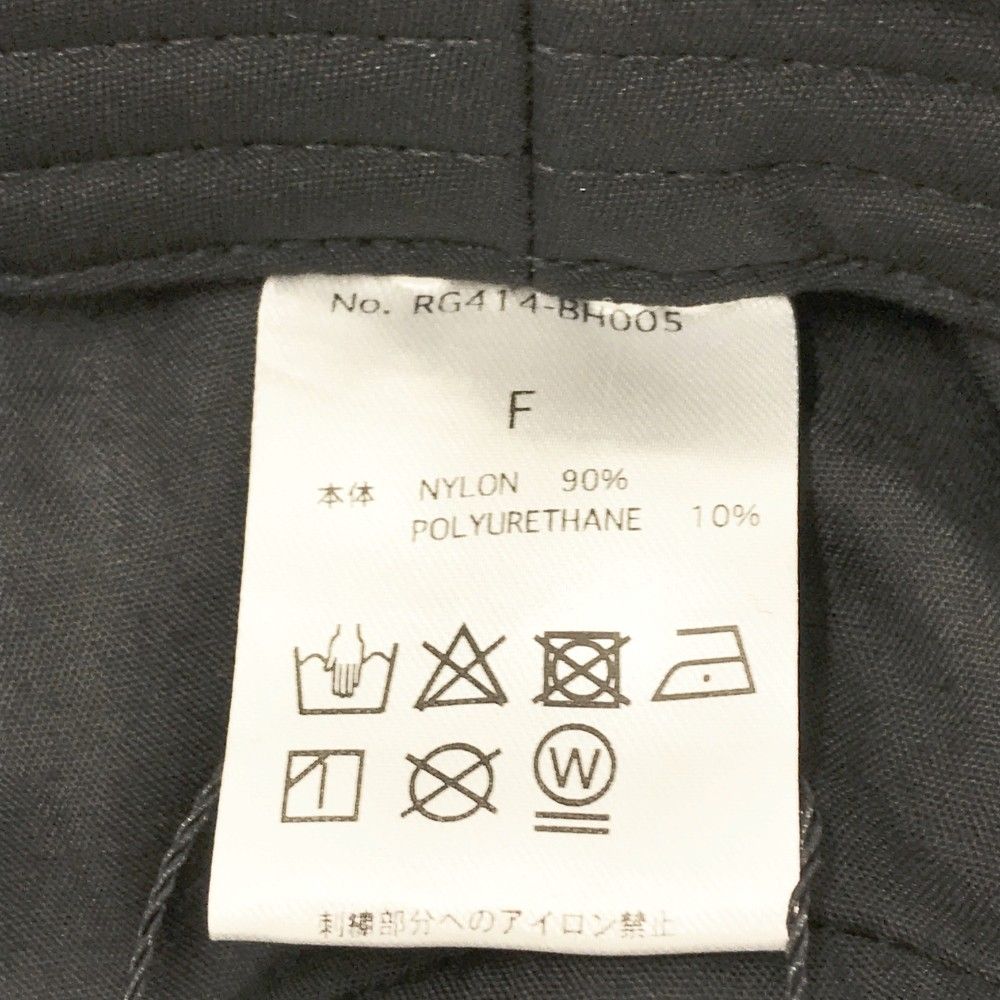 No. RG414-BH005
F
本体 NYLON 90%
POLYURETHANE 10%
W
刺繍部分へのアイロン禁止